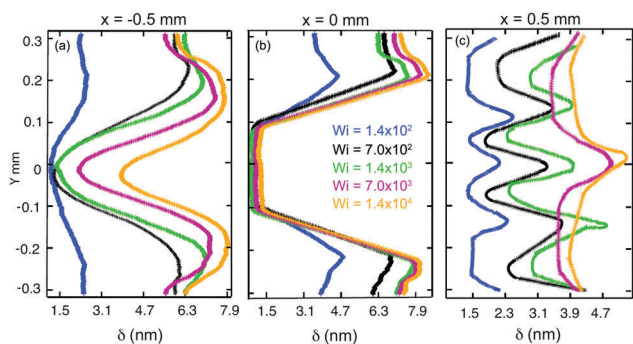 x = -0.5 mm
x = 0 mm
x = 0.5 mm
(a)
(b)
(c)
Y mm
0.3
0.2
0.1
0
-0.1
-0.2
-0.3
Wi = 1.4x10²
Wi = 7.0x10²
Wi = 1.4x10³
Wi = 7.0x10³
Wi = 1.4x10⁴
1.5 3.1 4.7 6.3 7.9
1.5 3.1 4.7 6.3 7.9
1.5 2.3 3.1 3.9 4.7
δ (nm)
δ (nm)
δ (nm)